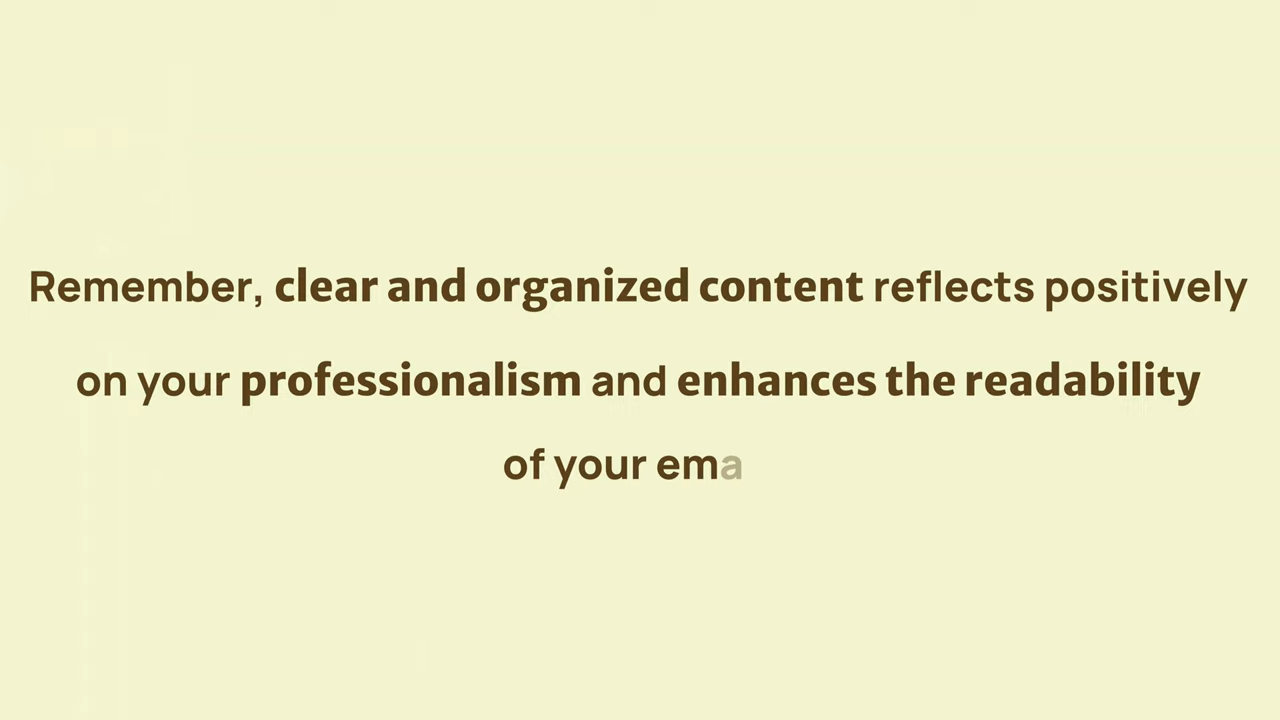 Remember, clear and organized content reflects positively
on your professionalism and enhances the readability
of your ema